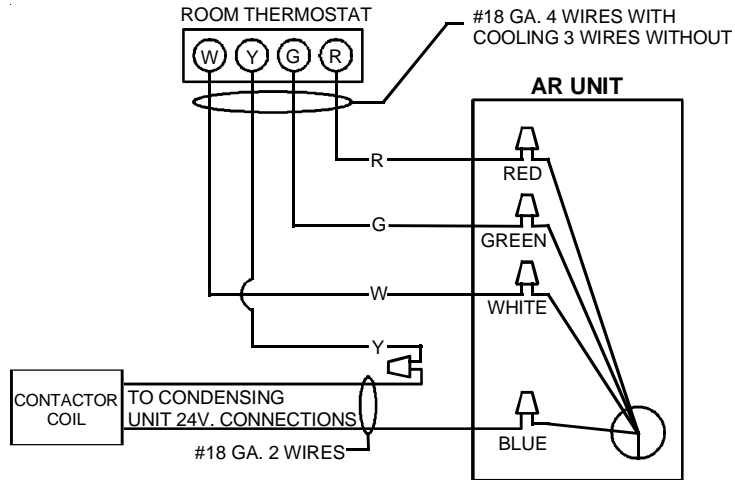 ROOM THERMOSTAT
#18 GA. 4 WIRES WITH
COOLING 3 WIRES WITHOUT
W Y G R
AR UNIT
R
RED
G
GREEN
W
WHITE
Y
CONTACTOR
COIL
TO CONDENSING
UNIT 24V. CONNECTIONS
BLUE
#18 GA. 2 WIRES